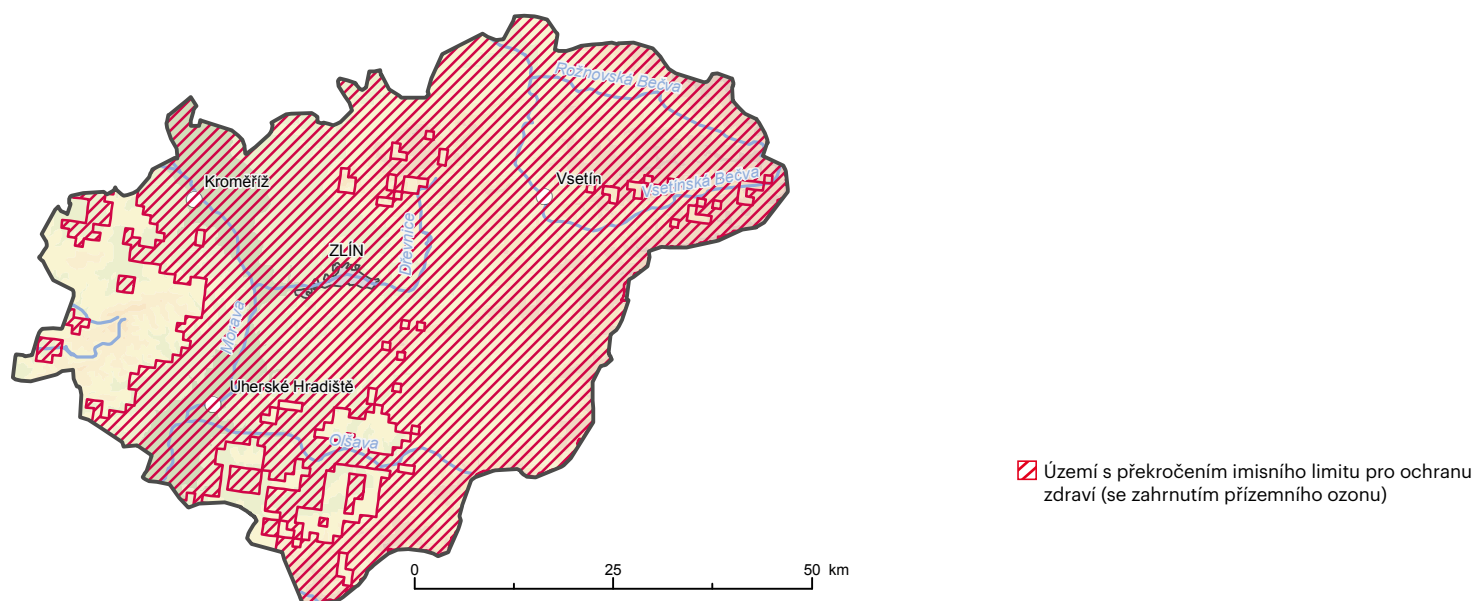 Rožnovská Bečva
Kroměříž
Vsetín
Vsetínská Bečva
ZLÍN
Dřevnice
Morava
Uherské Hradiště
Olšava
Území s překročením imisního limitu pro ochranu
zdraví (se zahrnutím přízemního ozonu)
0 25 50 km